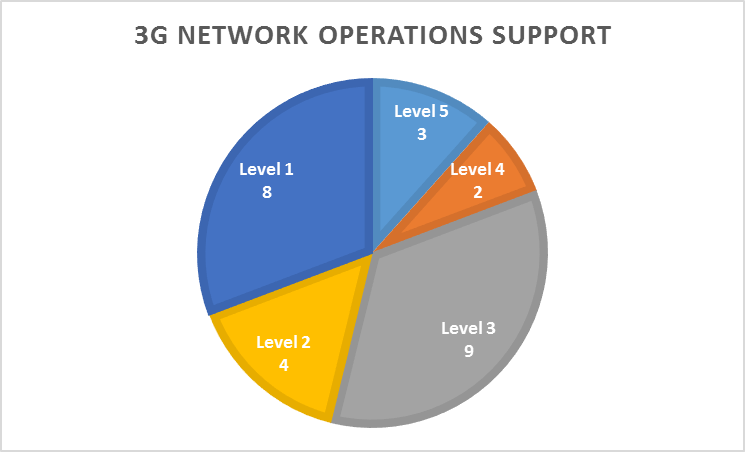 3G NETWORK OPERATIONS SUPPORT
Level 5
3
Level 4
2
Level 3
9
Level 2
4
Level 1
8